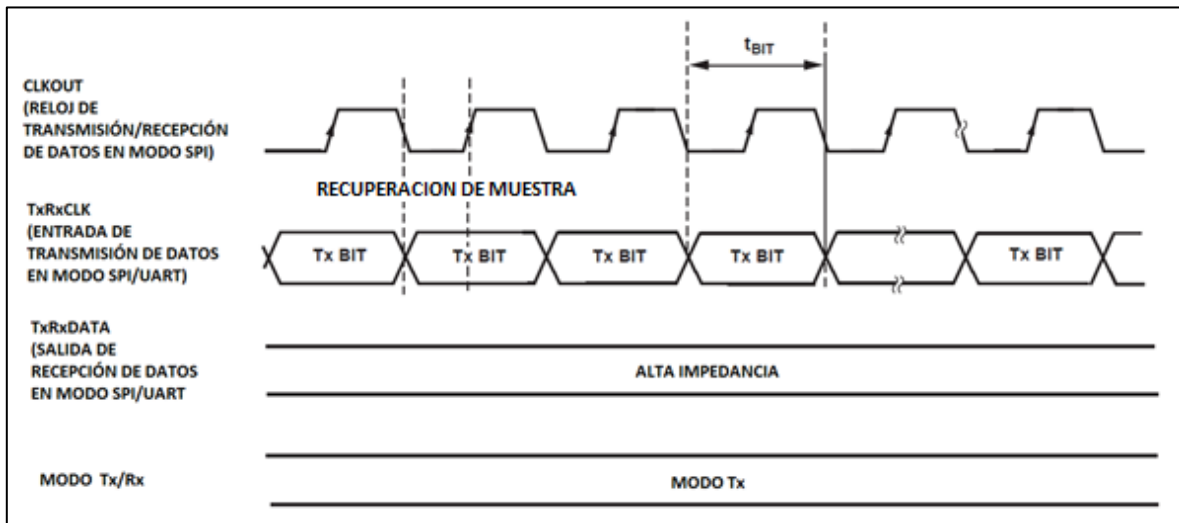 tBIT
CLKOUT
(RELOJ DE
TRANSMISIÓN/RECEPCIÓN
DE DATOS EN MODO SPI)
RECUPERACION DE MUESTRA
TxRxCLK
(ENTRADA DE
TRANSMISIÓN DE DATOS
EN MODO SPI/UART)
Tx BIT Tx BIT Tx BIT Tx BIT Tx BIT
TxRxDATA
(SALIDA DE
RECEPCIÓN DE DATOS
EN MODO SPI/UART
ALTA IMPEDANCIA
MODO Tx/Rx
MODO Tx